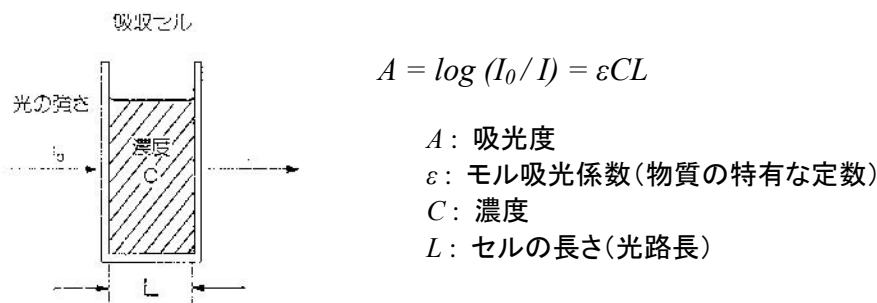 吸収セル
A = log (I₀ / I) = εCL
光の強さ
A : 吸光度
I₀
濃度
ε : モル吸光係数(物質の特有な定数)
C
C : 濃度
L : セルの長さ(光路長)
L